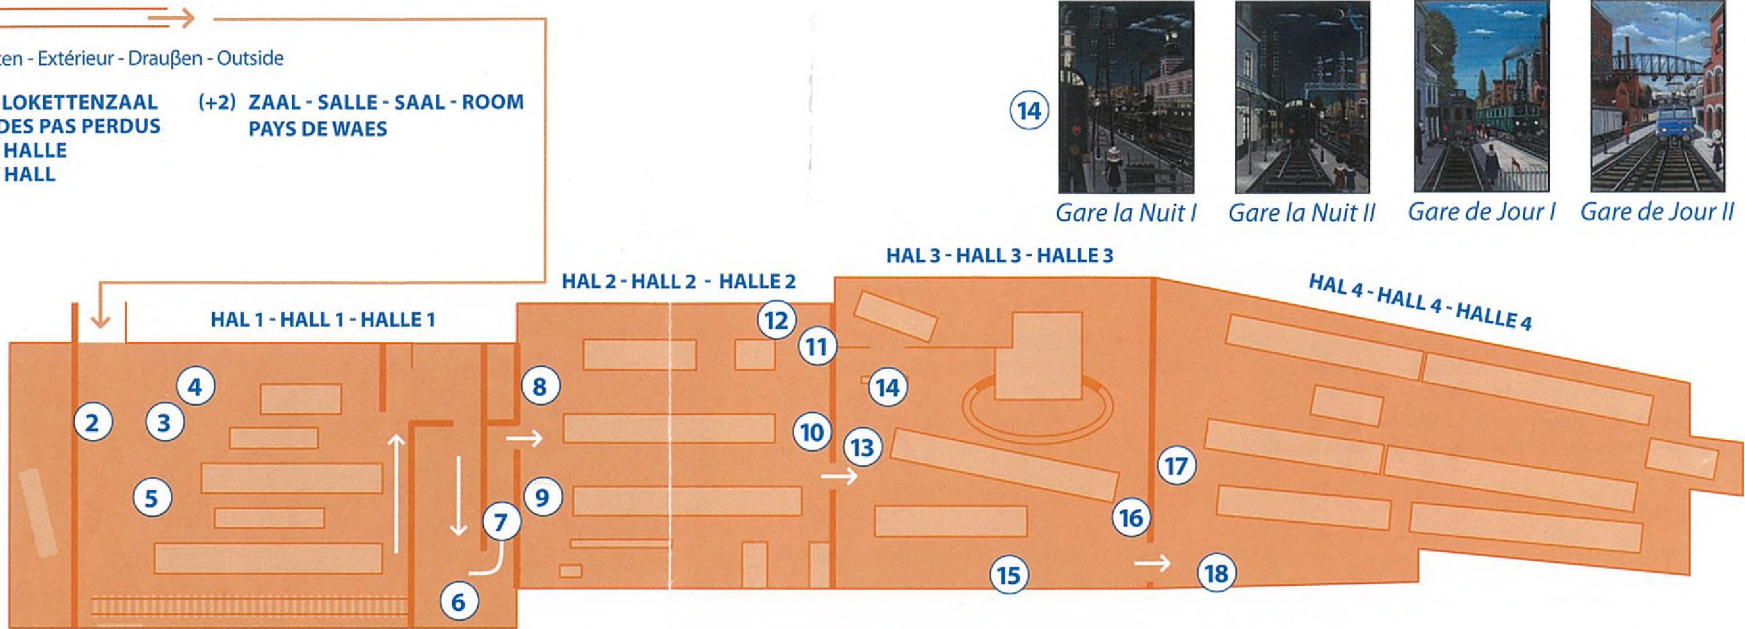 ten - Extérieur - Draußen - Outside
LOKETTENZAAL
DES PAS PERDUS
HALLE
HALL
(+2) ZAAL - SALLE - SAAL - ROOM
PAYS DE WAES
14
Gare la Nuit I
Gare la Nuit II
Gare de Jour I
Gare de Jour II
HAL 1 - HALL 1 - HALLE 1
HAL 2 - HALL 2 - HALLE 2
HAL 3 - HALL 3 - HALLE 3
HAL 4 - HALL 4 - HALLE 4
2
3
4
5
6
7
8
9
10
11
12
13
14
15
16
17
18